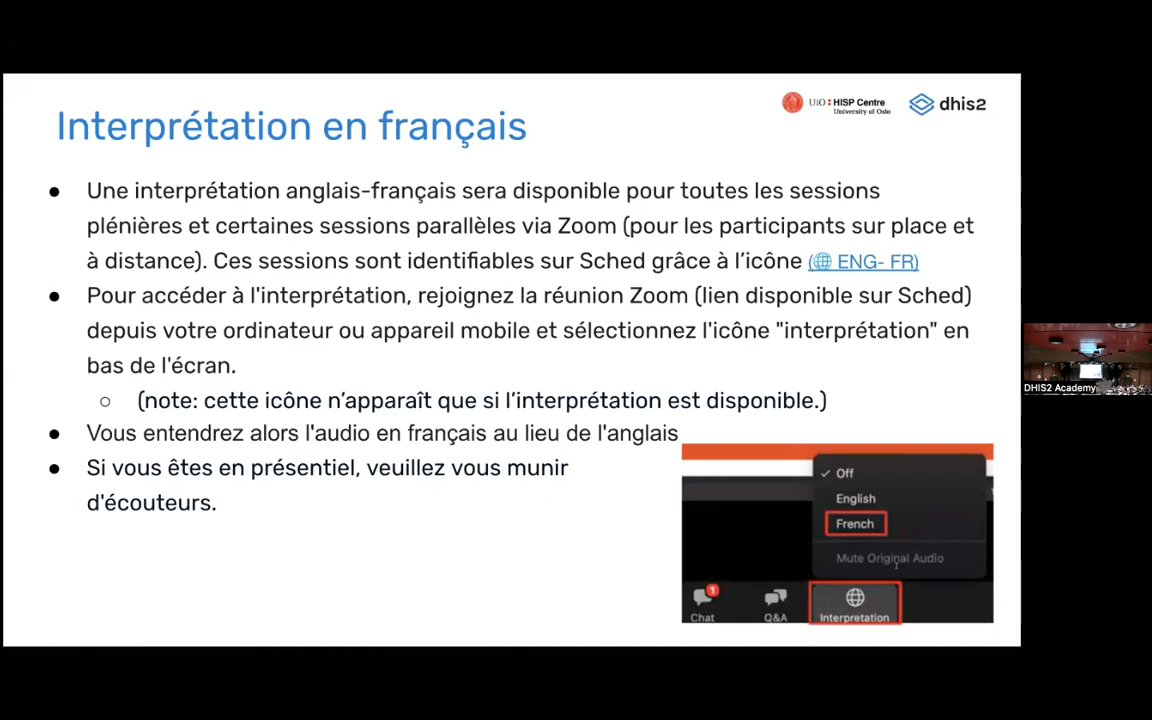 Interprétation en français
UiO HISP Centre
University of Oslo
dhis2
● Une interprétation anglais-français sera disponible pour toutes les sessions
plénières et certaines sessions parallèles via Zoom (pour les participants sur place et
à distance). Ces sessions sont identifiables sur Sched grâce à l’icône (🌐 ENG- FR)
● Pour accéder à l'interprétation, rejoignez la réunion Zoom (lien disponible sur Sched)
depuis votre ordinateur ou appareil mobile et sélectionnez l'icône "interprétation" en
bas de l'écran.
○ (note: cette icône n’apparaît que si l’interprétation est disponible.)
● Vous entendrez alors l'audio en français au lieu de l'anglais
● Si vous êtes en présentiel, veuillez vous munir
d'écouteurs.
✓ Off
English
French
Mute Original Audio
1
Chat
Q&A
Interpretation
DHIS2 Academy